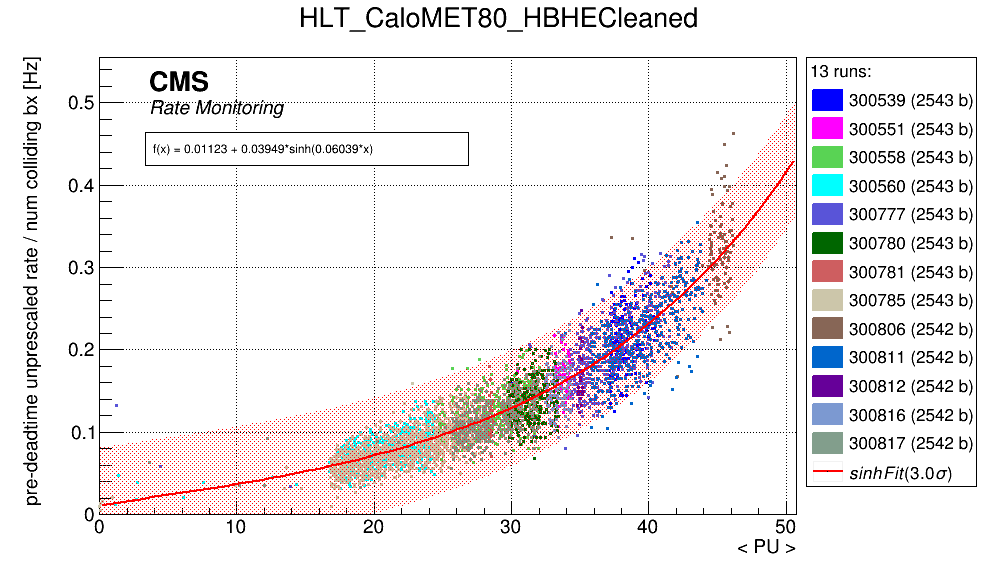 HLT_CaloMET80_HBHECleaned
pre-deadtime unprescaled rate / num colliding bx [Hz]
CMS
Rate Monitoring
f(x) = 0.01123 + 0.03949*sinh(0.06039*x)
0.5
0.4
0.3
0.2
0.1
0
0 10 20 30 40 50
< PU >
13 runs:
300539 (2543 b)
300551 (2543 b)
300558 (2543 b)
300560 (2543 b)
300777 (2543 b)
300780 (2543 b)
300781 (2543 b)
300785 (2543 b)
300806 (2542 b)
300811 (2542 b)
300812 (2542 b)
300816 (2542 b)
300817 (2542 b)
sinhFit(3.0σ)